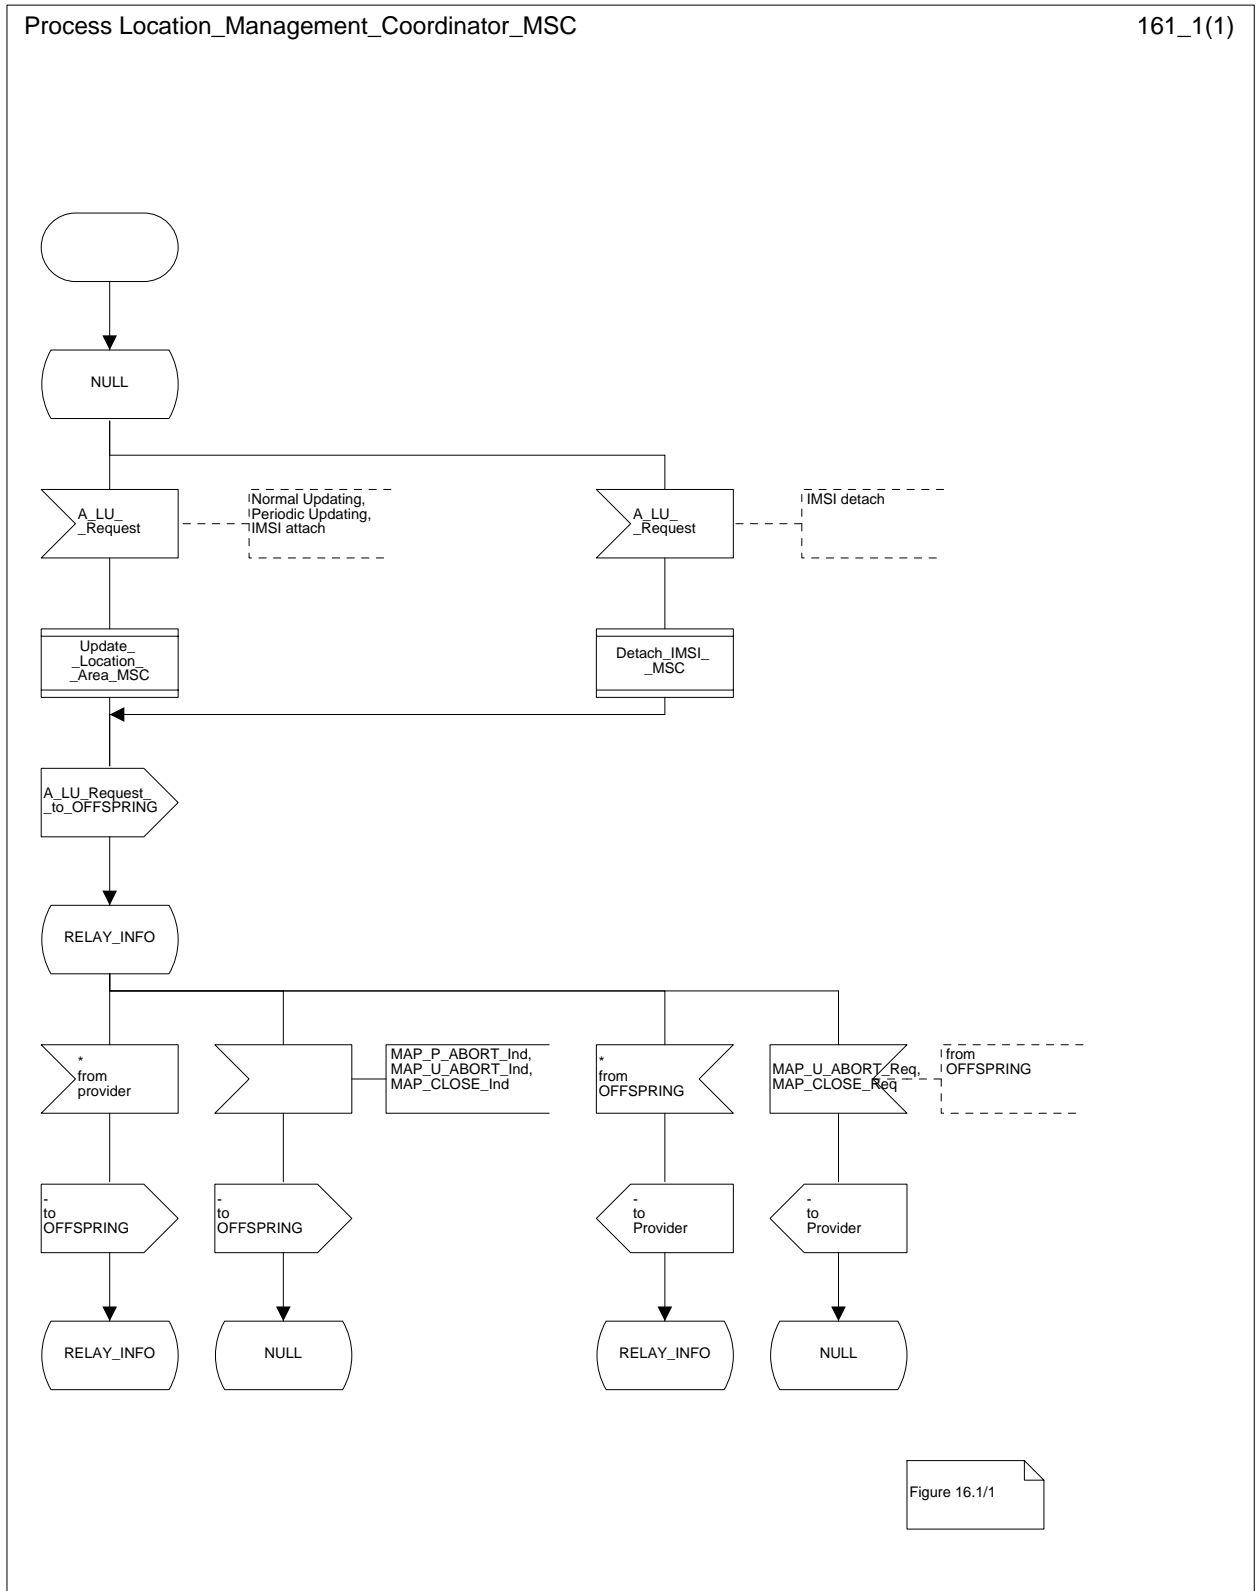 Process Location_Management_Coordinator_MSC
161_1(1)
NULL
A_LU_
_Request
Normal Updating,
Periodic Updating,
IMSI attach
A_LU_
_Request
IMSI detach
Update_
_Location_
_Area_MSC
Detach_IMSI_
_MSC
A_LU_Request_
_to_OFFSPRING
RELAY_INFO
*
from
provider
MAP_P_ABORT_Ind,
MAP_U_ABORT_Ind,
MAP_CLOSE_Ind
*
from
OFFSPRING
MAP_U_ABORT_Req,
MAP_CLOSE_Req
from
OFFSPRING
-
to
OFFSPRING
-
to
OFFSPRING
-
to
Provider
-
to
Provider
RELAY_INFO
NULL
RELAY_INFO
NULL
Figure 16.1/1